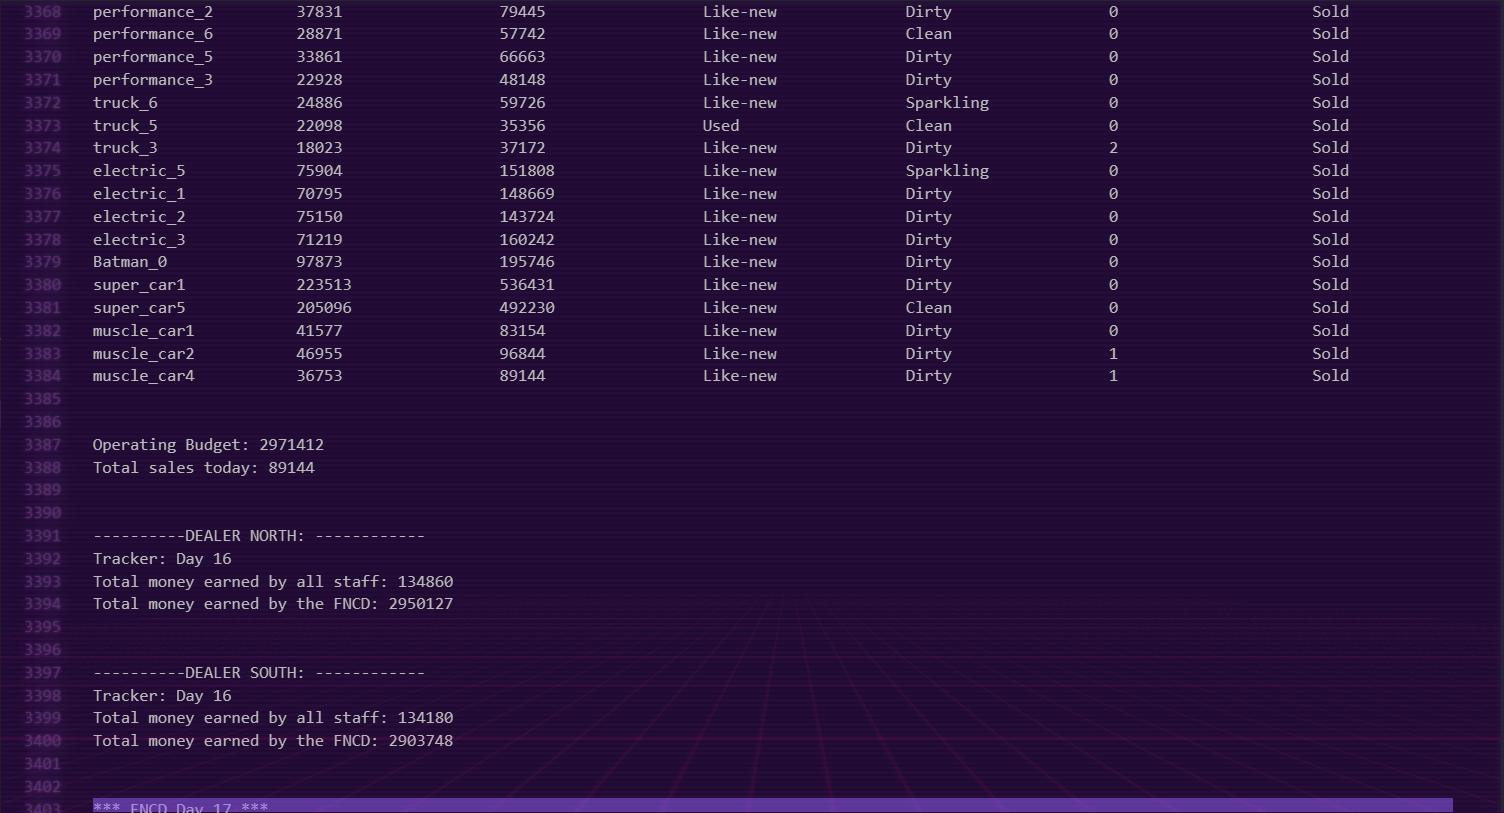 3368 performance_2 37831 79445 Like-new Dirty 0 Sold
3369 performance_6 28871 57742 Like-new Clean 0 Sold
3370 performance_5 33861 66663 Like-new Dirty 0 Sold
3371 performance_3 22928 48148 Like-new Dirty 0 Sold
3372 truck_6 24886 59726 Like-new Sparkling 0 Sold
3373 truck_5 22098 35356 Used Clean 0 Sold
3374 truck_3 18023 37172 Like-new Dirty 2 Sold
3375 electric_5 75904 151808 Like-new Sparkling 0 Sold
3376 electric_1 70795 148669 Like-new Dirty 0 Sold
3377 electric_2 75150 143724 Like-new Dirty 0 Sold
3378 electric_3 71219 160242 Like-new Dirty 0 Sold
3379 Batman_0 97873 195746 Like-new Dirty 0 Sold
3380 super_car1 223513 536431 Like-new Dirty 0 Sold
3381 super_car5 205096 492230 Like-new Clean 0 Sold
3382 muscle_car1 41577 83154 Like-new Dirty 0 Sold
3383 muscle_car2 46955 96844 Like-new Dirty 1 Sold
3384 muscle_car4 36753 89144 Like-new Dirty 1 Sold
3385
3386
3387 Operating Budget: 2971412
3388 Total sales today: 89144
3389
3390
3391 ----------DEALER NORTH: ------------
3392 Tracker: Day 16
3393 Total money earned by all staff: 134860
3394 Total money earned by the FNCD: 2950127
3395
3396
3397 ----------DEALER SOUTH: ------------
3398 Tracker: Day 16
3399 Total money earned by all staff: 134180
3400 Total money earned by the FNCD: 2903748
3401
3402
3403 *** FNCD Day 17 ***